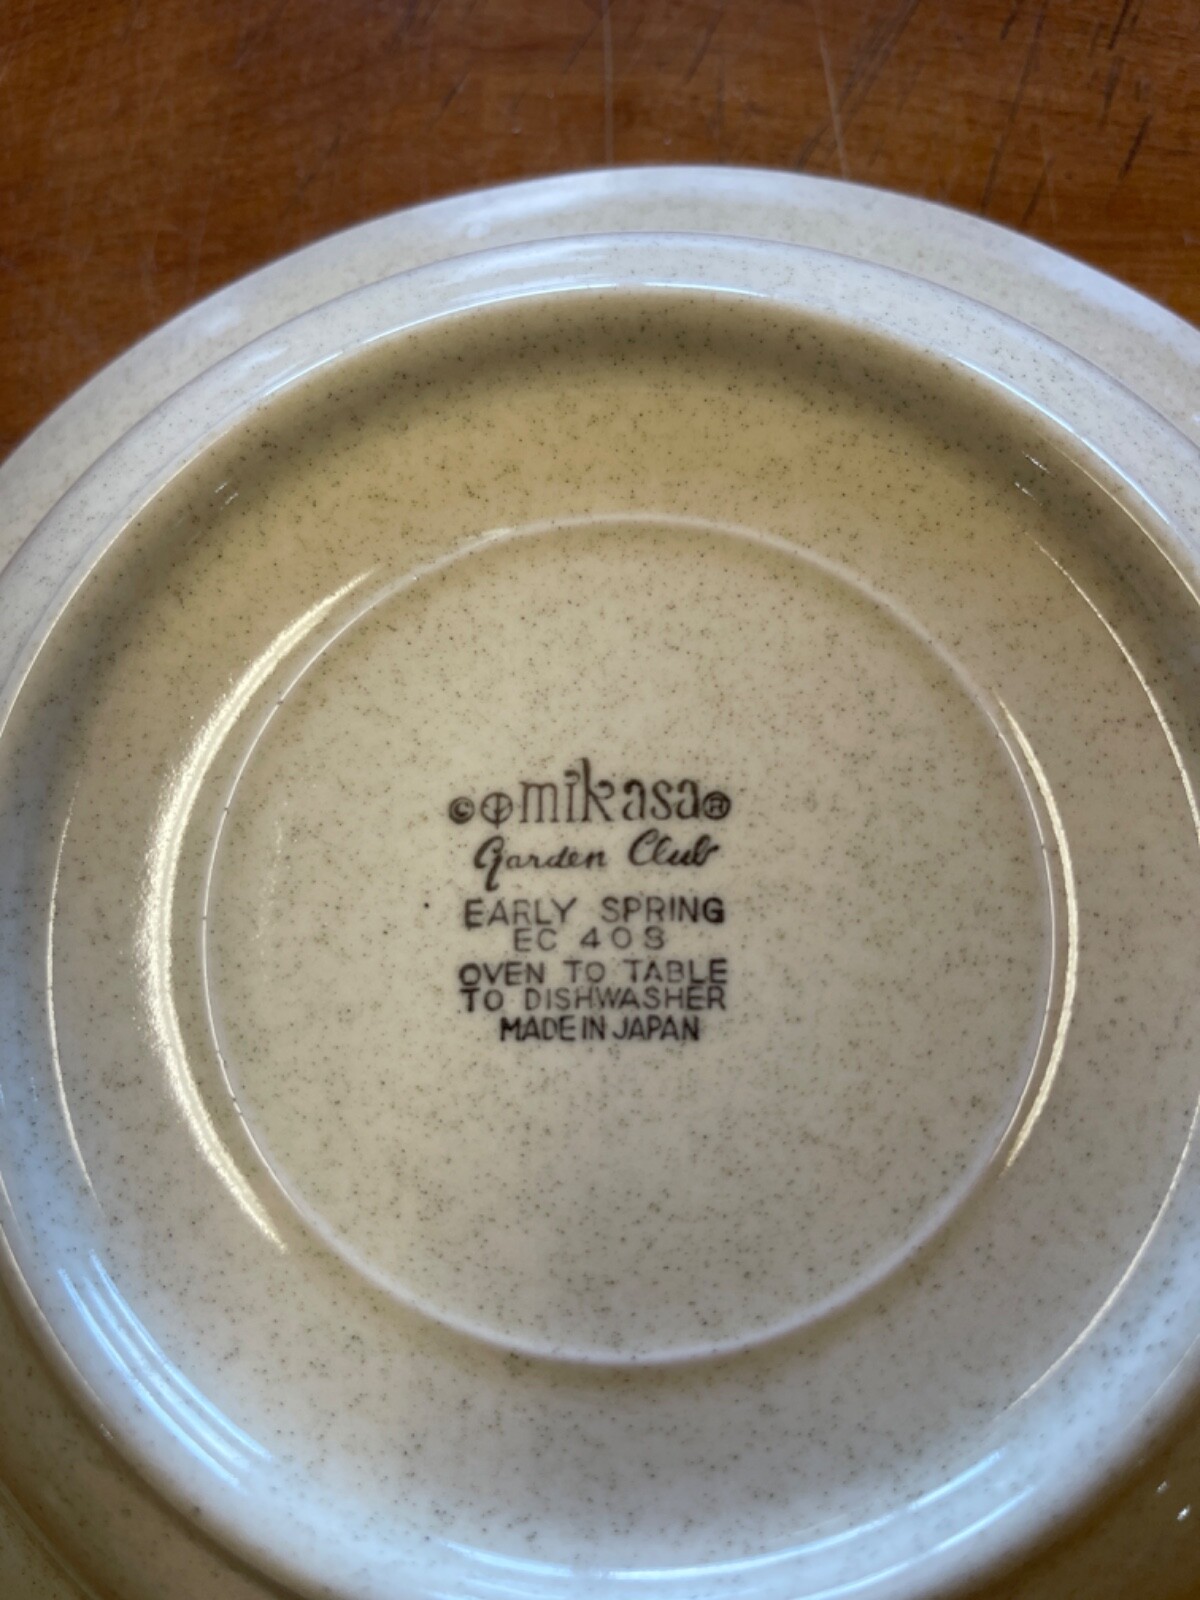 © mikasa ®
Garden Club
EARLY SPRING
EC 408
OVEN TO TABLE
TO DISHWASHER
MADE IN JAPAN